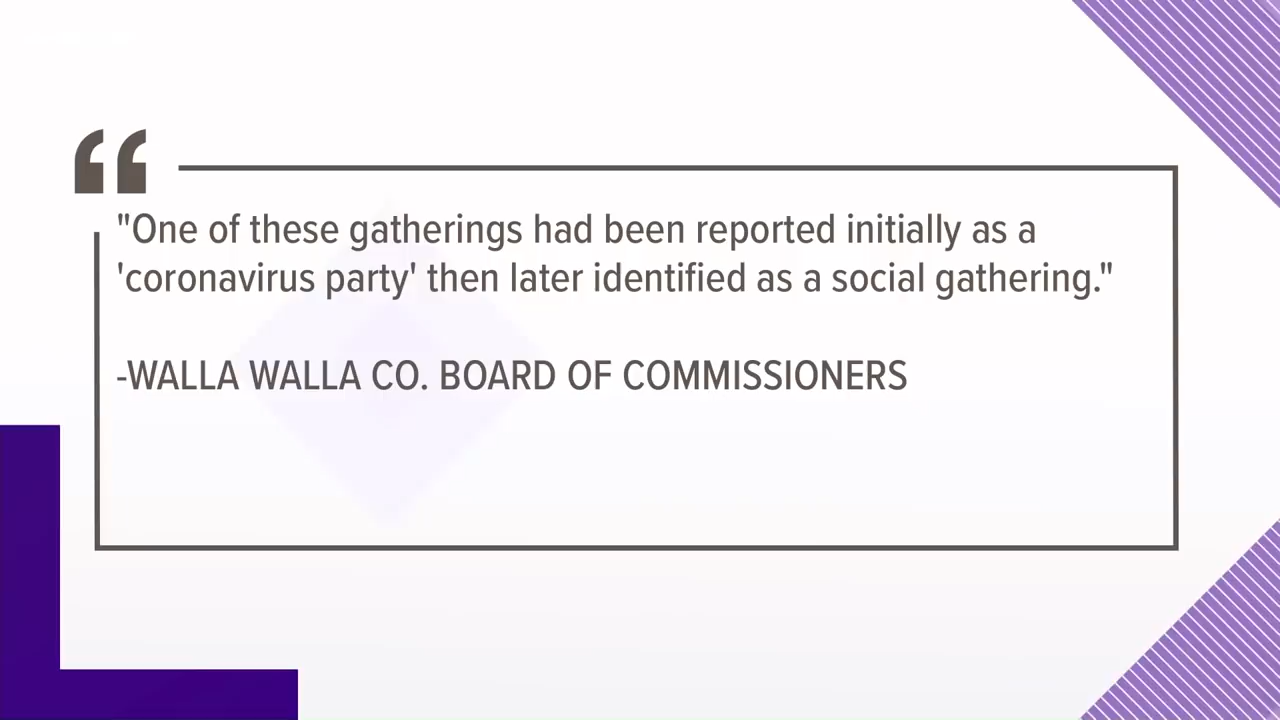 "One of these gatherings had been reported initially as a
'coronavirus party' then later identified as a social gathering."
-WALLA WALLA CO. BOARD OF COMMISSIONERS